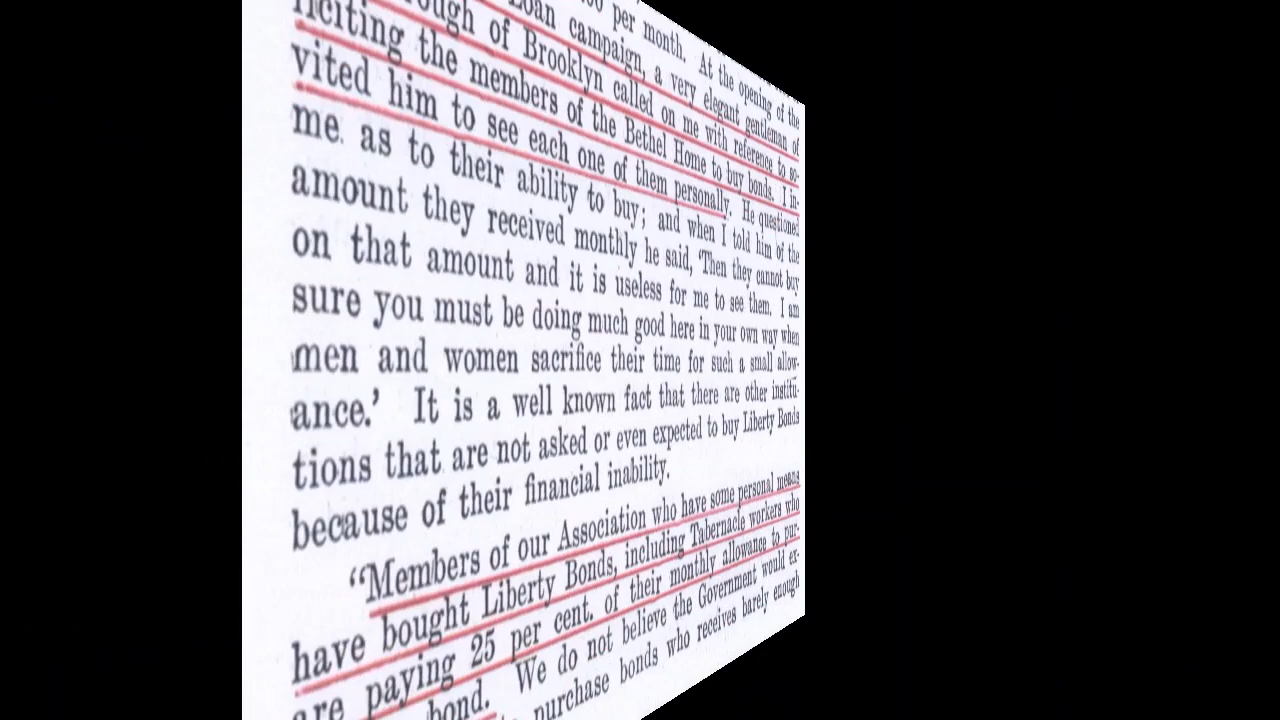 00 per month. At the opening of the
Loan campaign, a very elegant gentleman of
rough of Brooklyn called on me with reference to so-
liciting the members of the Bethel Home to buy bonds. I in-
vited him to see each one of them personally. He questioned
me as to their ability to buy; and when I told him of the
amount they received monthly he said, 'Then they cannot buy
on that amount and it is useless for me to see them. I am
sure you must be doing much good here in your own way when
men and women sacrifice their time for such a small allow-
ance.' It is a well known fact that there are other institu-
tions that are not asked or even expected to buy Liberty Bonds
because of their financial inability.
"Members of our Association who have some personal means
have bought Liberty Bonds, including Tabernacle workers who
are paying 25 per cent. of their monthly allowance to pur-
bond. We do not believe the Government would ex-
purchase bonds who receives barely enough